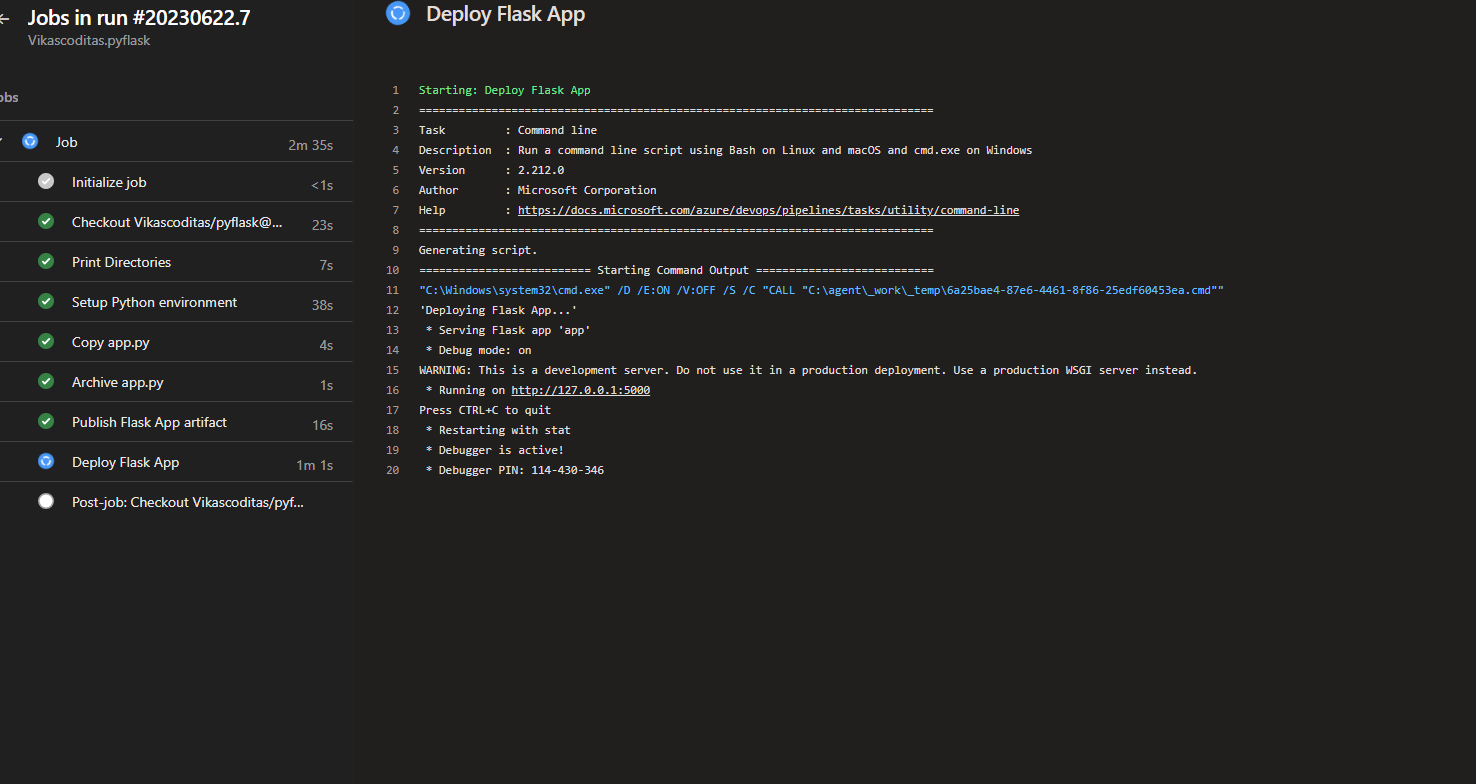 Jobs in run #20230622.7
Vikascoditas.pyflask
obs
Job 2m 35s
Initialize job <1s
Checkout Vikascoditas/pyflask@... 23s
Print Directories 7s
Setup Python environment 38s
Copy app.py 4s
Archive app.py 1s
Publish Flask App artifact 16s
Deploy Flask App 1m 1s
Post-job: Checkout Vikascoditas/pyf...
Deploy Flask App
1 Starting: Deploy Flask App
2 ==============================================================================
3 Task : Command line
4 Description : Run a command line script using Bash on Linux and macOS and cmd.exe on Windows
5 Version : 2.212.0
6 Author : Microsoft Corporation
7 Help : https://docs.microsoft.com/azure/devops/pipelines/tasks/utility/command-line
8 ==============================================================================
9 Generating script.
10 ========================== Starting Command Output ===========================
11 "C:\Windows\system32\cmd.exe" /D /E:ON /V:OFF /S /C "CALL "C:\agent\_work\_temp\6a25bae4-87e6-4461-8f86-25edf60453ea.cmd""
12 'Deploying Flask App...'
13 * Serving Flask app 'app'
14 * Debug mode: on
15 WARNING: This is a development server. Do not use it in a production deployment. Use a production WSGI server instead.
16 * Running on http://127.0.0.1:5000
17 Press CTRL+C to quit
18 * Restarting with stat
19 * Debugger is active!
20 * Debugger PIN: 114-430-346